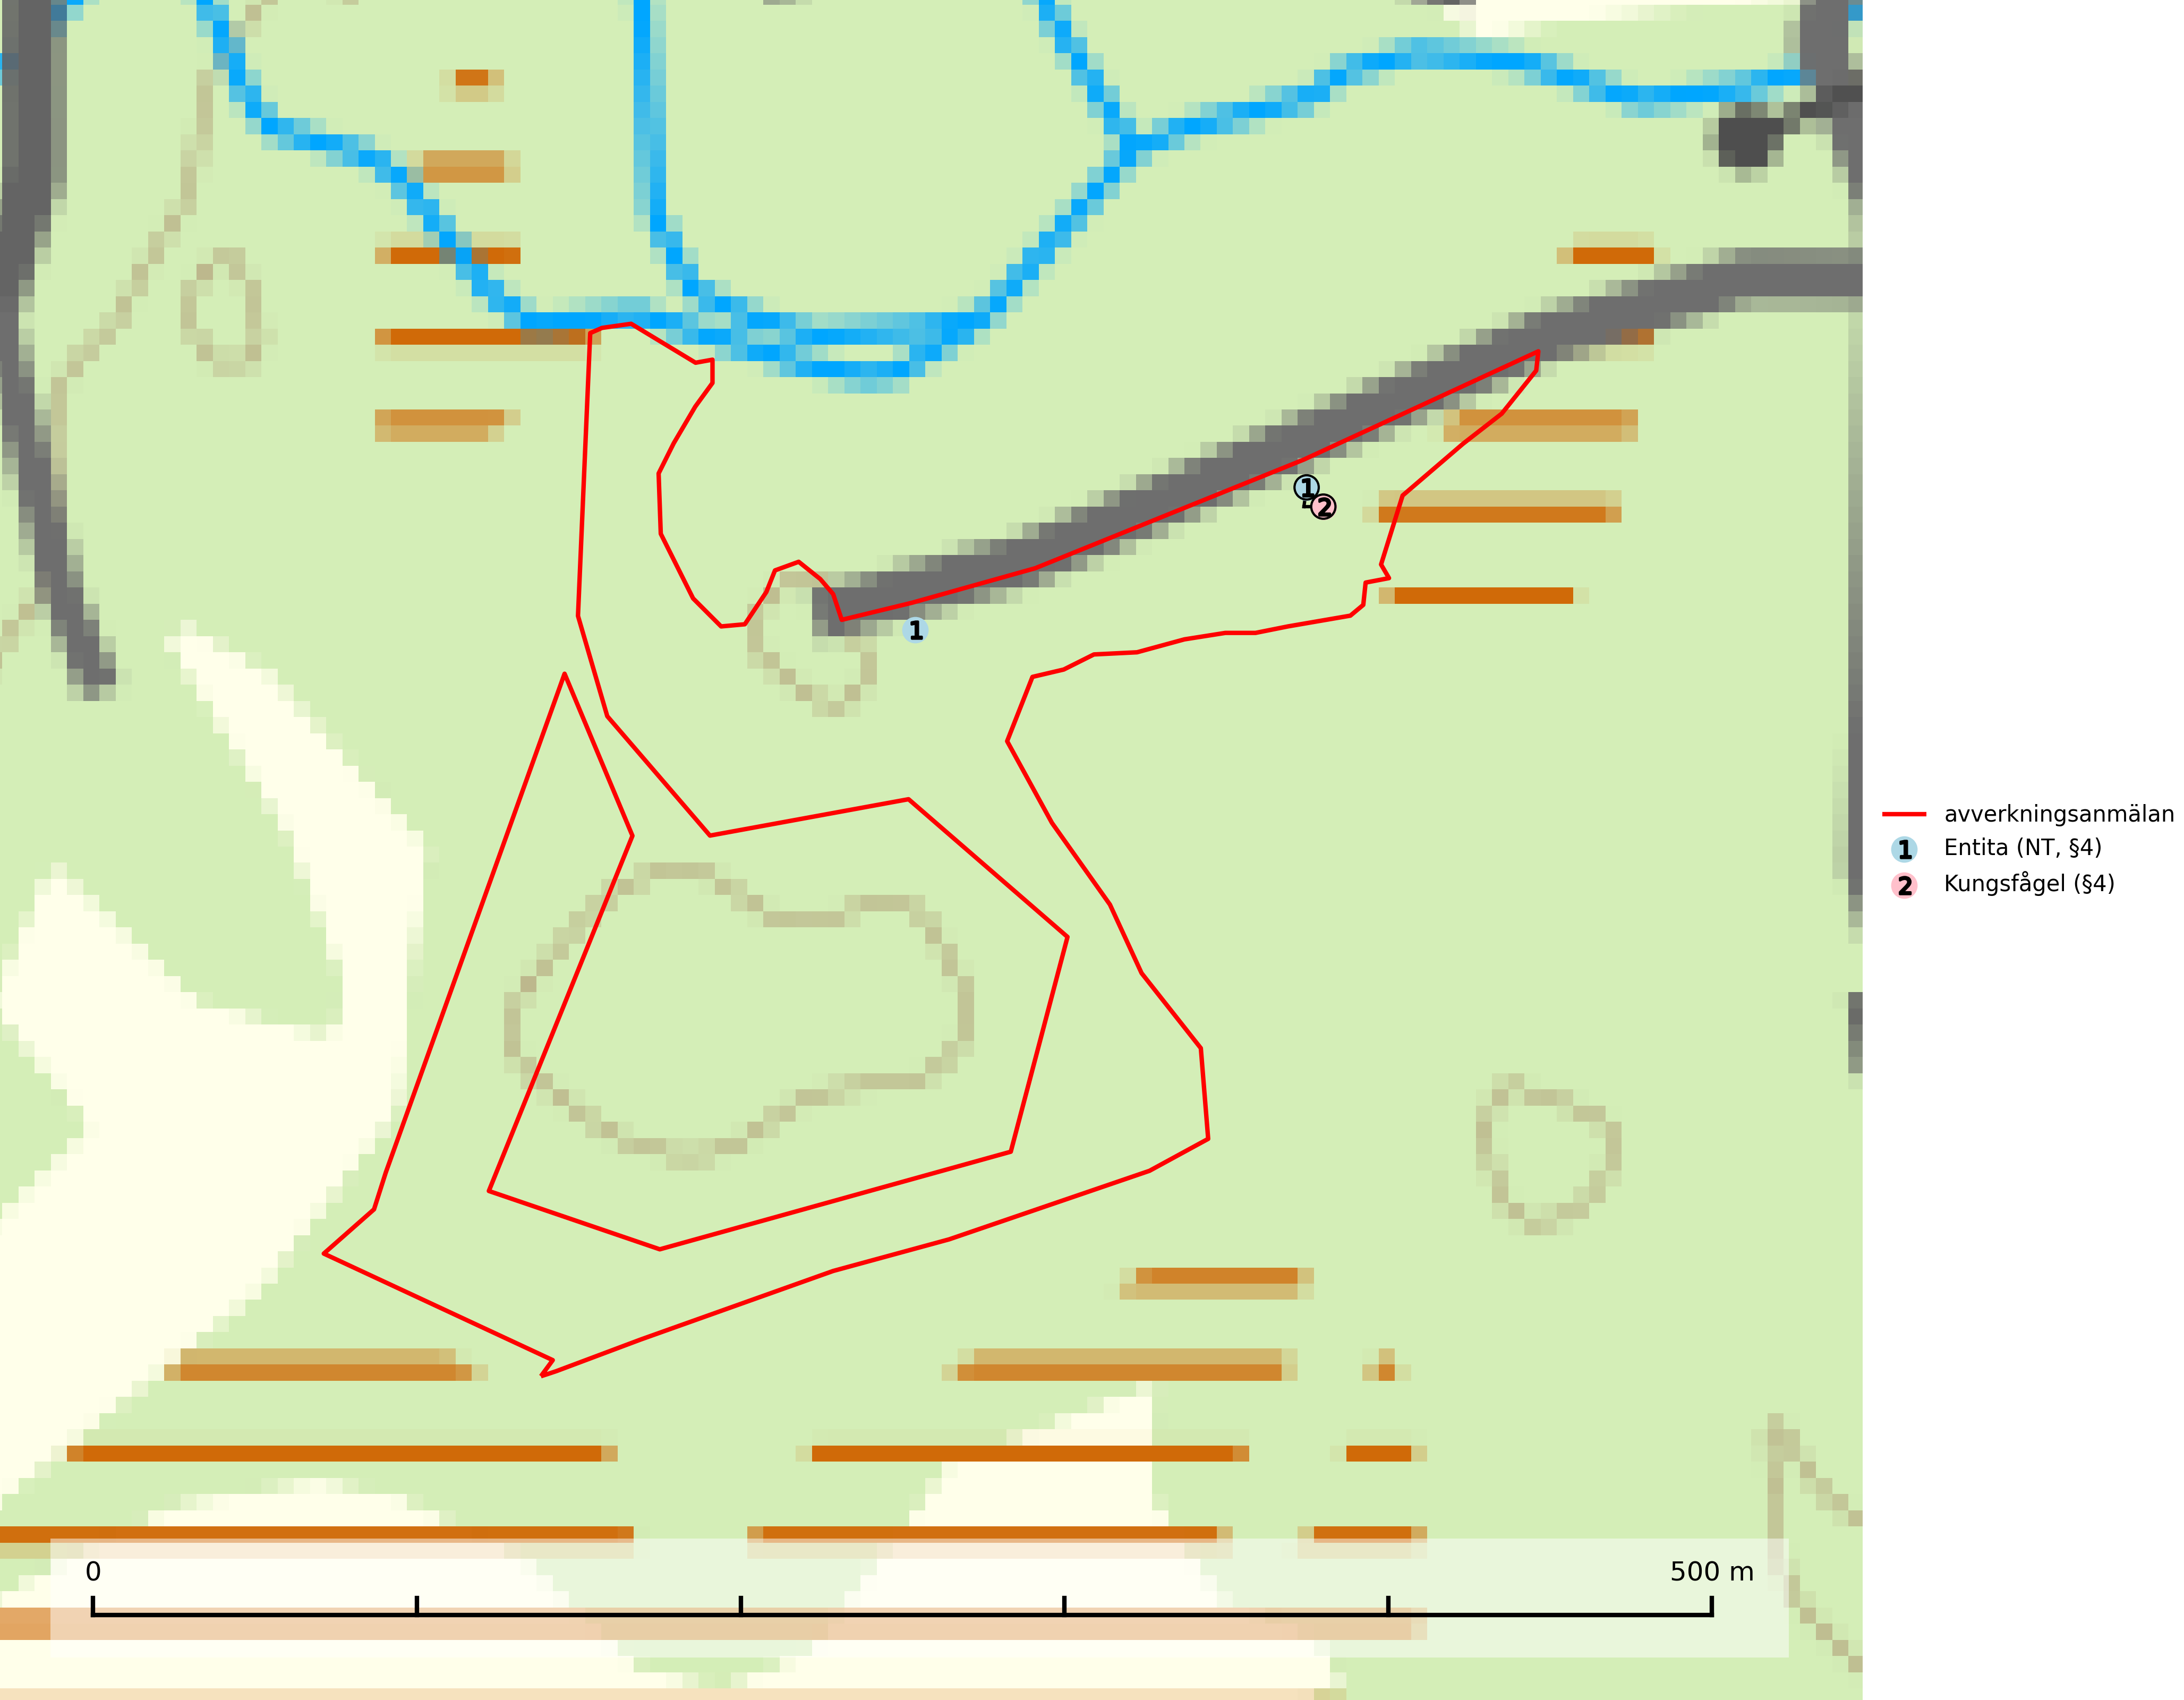 1
2
1
avverkningsanmälan
1 Entita (NT, §4)
2 Kungsfågel (§4)
0 500 m